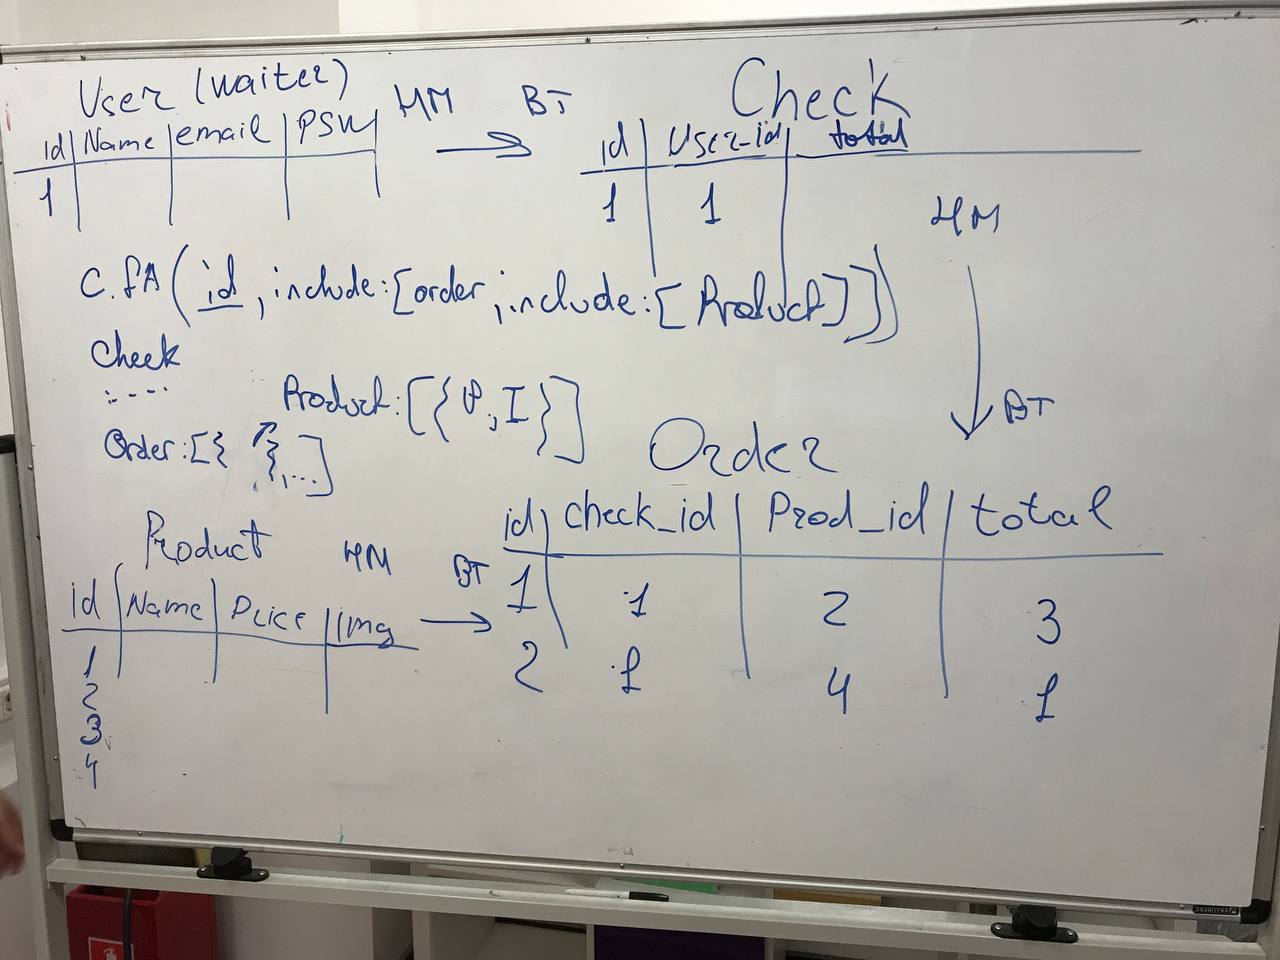 User (waiter)
id Name email PSW
1
HM BT
Check
id User_id total
1 1
HM
BT
C.fA (id, include: [order, include: [Product]])
Check
:----
Product: [{P, I}]
Order: [{ {,...]
Order
id check_id Prod_id total
1 1 2 3
2 1 4 1
Product
HM BT
id Name Price Img
1
2
3
4
BRAUBERG